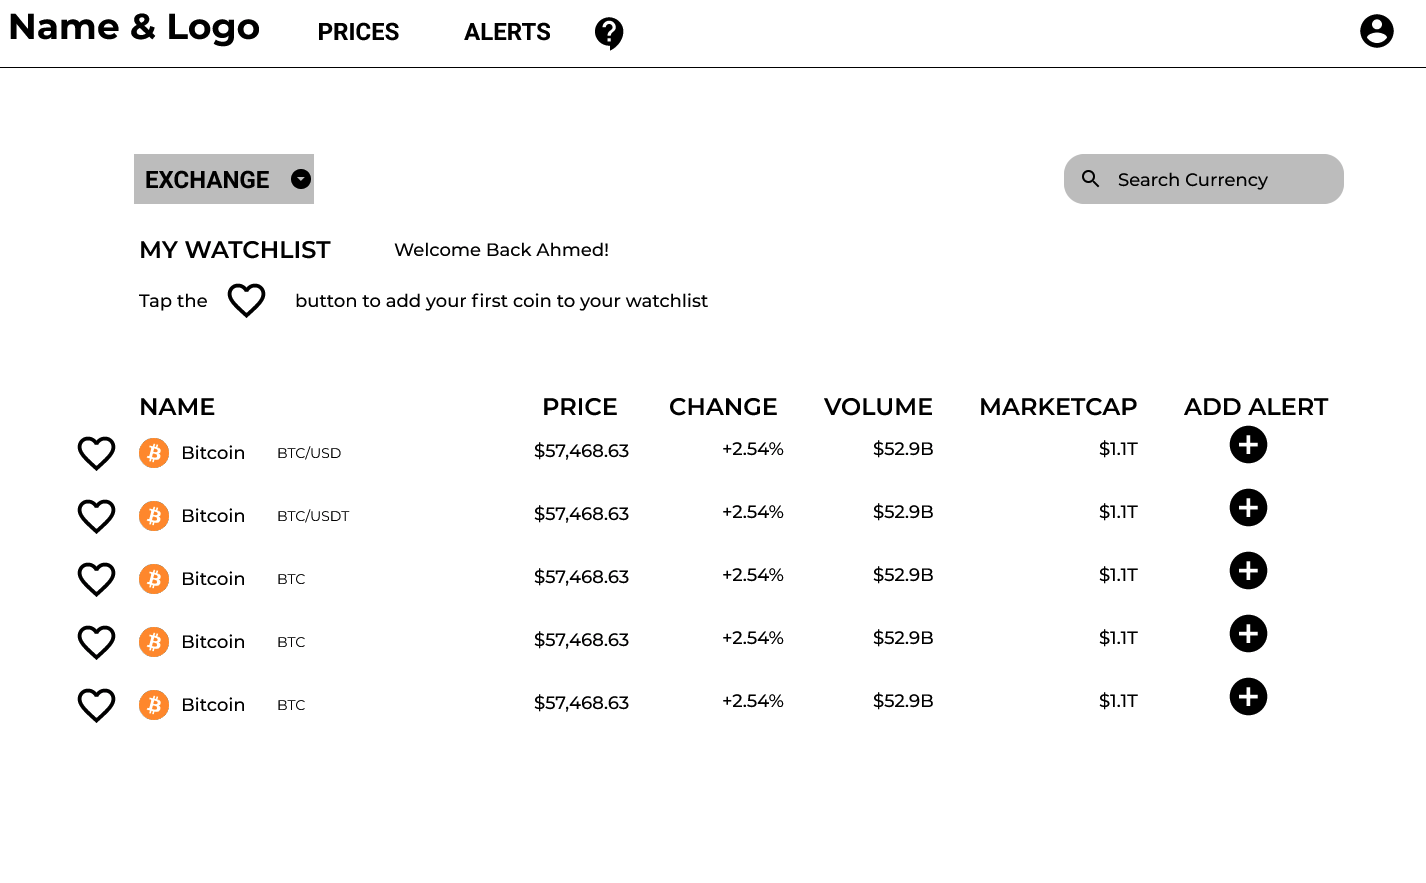 Name & Logo PRICES ALERTS
EXCHANGE Search Currency
MY WATCHLIST Welcome Back Ahmed!
Tap the button to add your first coin to your watchlist
NAME PRICE CHANGE VOLUME MARKETCAP ADD ALERT
Bitcoin BTC/USD $57,468.63 +2.54% $52.9B $1.1T
Bitcoin BTC/USDT $57,468.63 +2.54% $52.9B $1.1T
Bitcoin BTC $57,468.63 +2.54% $52.9B $1.1T
Bitcoin BTC $57,468.63 +2.54% $52.9B $1.1T
Bitcoin BTC $57,468.63 +2.54% $52.9B $1.1T